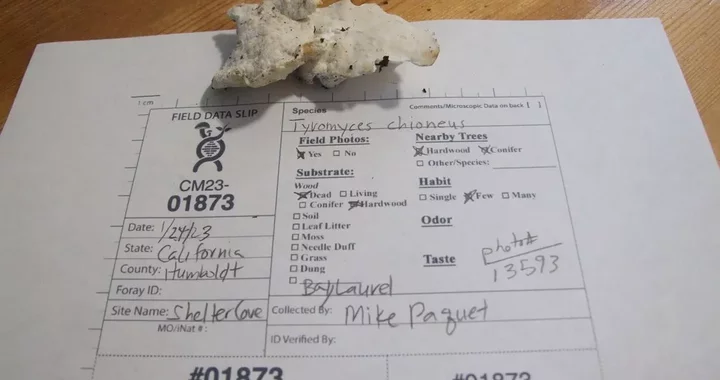 1 cm
FIELD DATA SLIP
CM23-
01873
Date: 1/24/23
State: California
County: Humboldt
Foray ID:
Site Name: Shelter Cove
MO/iNat #:
Species
Comments/Microscopic Data on back [ ]
Tyromyces chioneus
Field Photos:
Yes No
Substrate:
Wood
Dead Living
Conifer Hardwood
Soil
Leaf Litter
Moss
Needle Duff
Grass
Dung
Bay Laurel
Nearby Trees
Hardwood Conifer
Other/Species:
Habit
Single Few Many
Odor
Taste
photo#
13593
Collected By: Mike Paquet
ID Verified By:
#01873
#01873